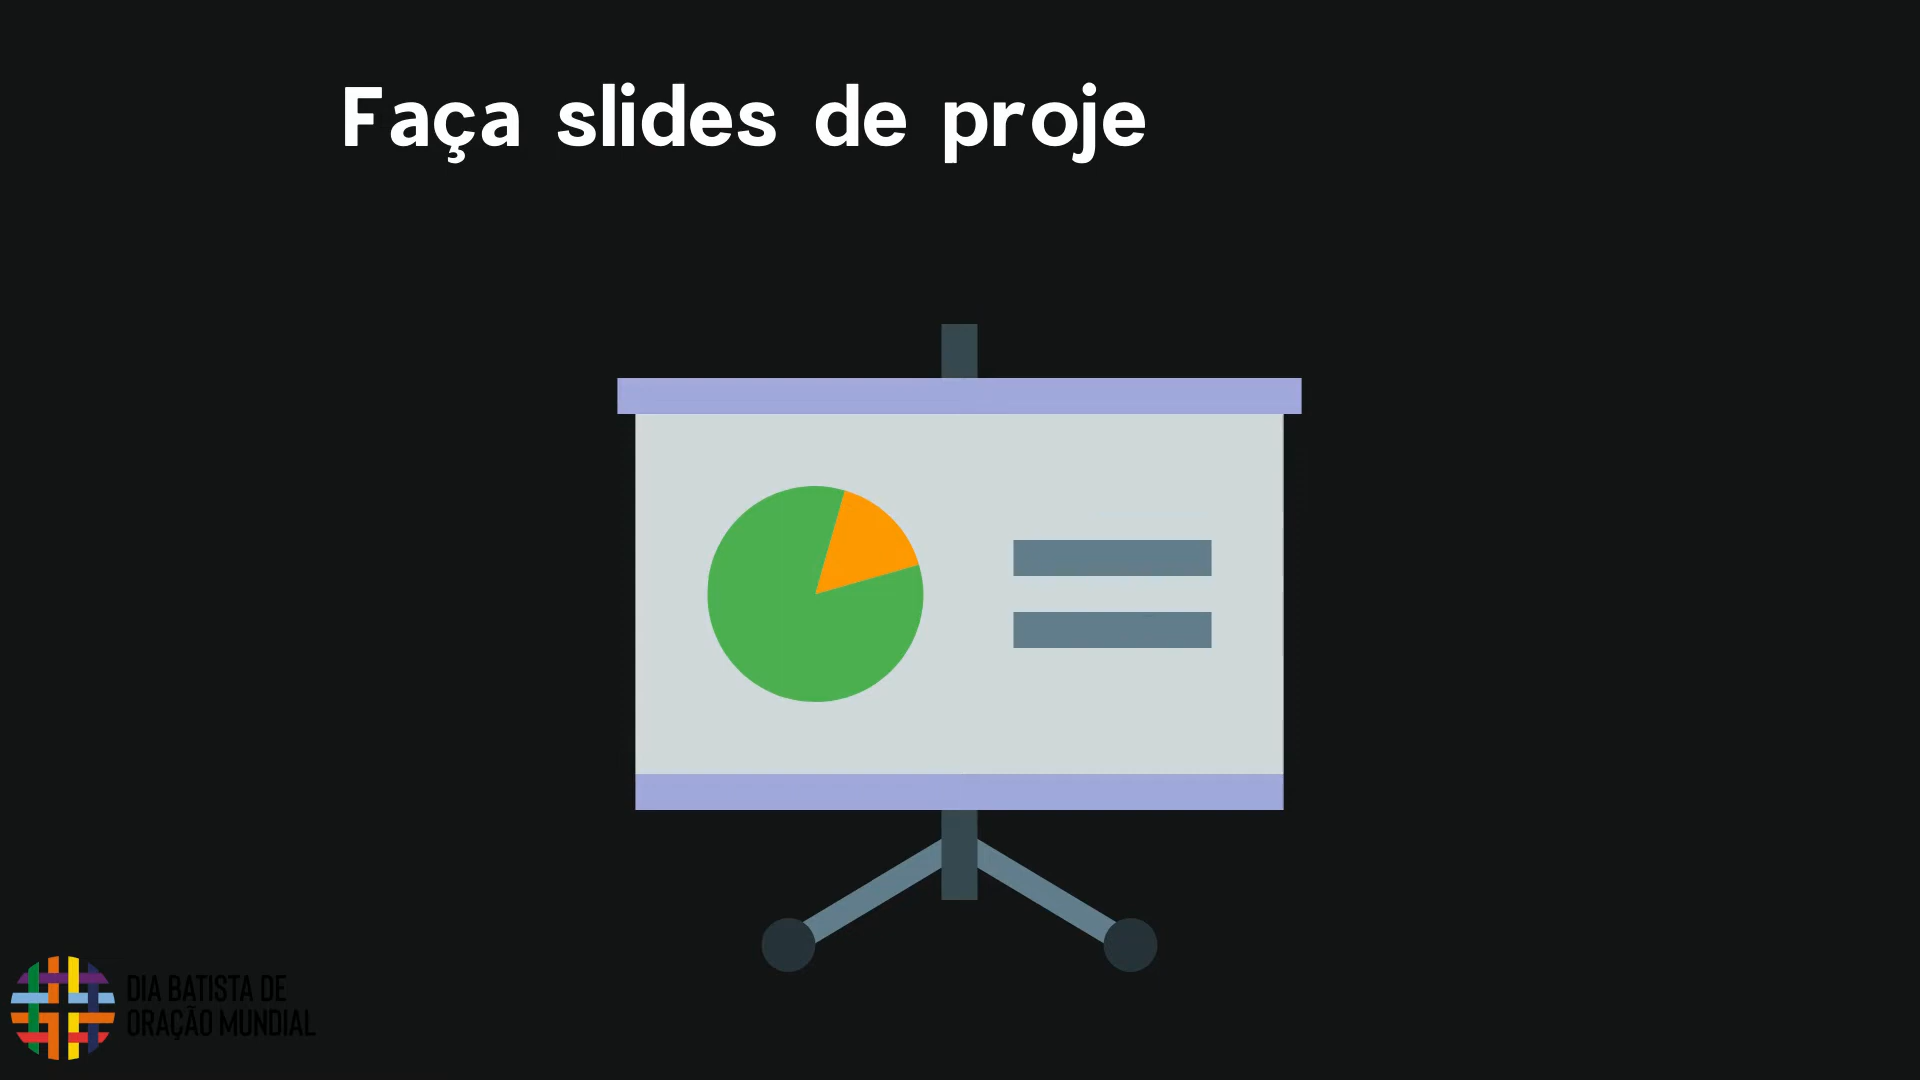 Faça slides de proje
DIA BATISTA DE
ORAÇÃO MUNDIAL